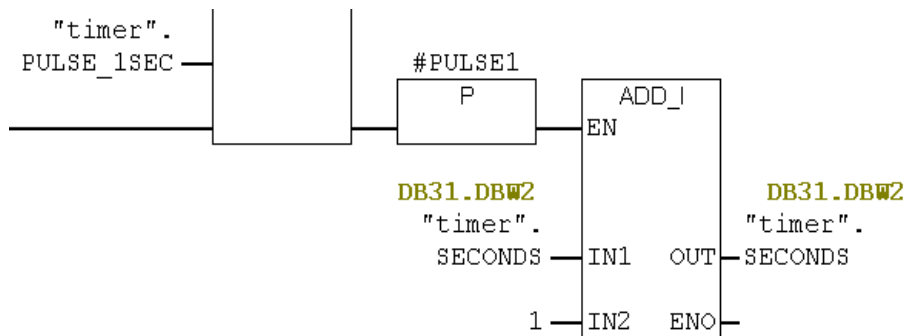 "timer".
PULSE_1SEC
#PULSE1
P
ADD_I
EN
DB31.DBW2
"timer".
SECONDS
IN1
OUT
DB31.DBW2
"timer".
SECONDS
1
IN2
ENO